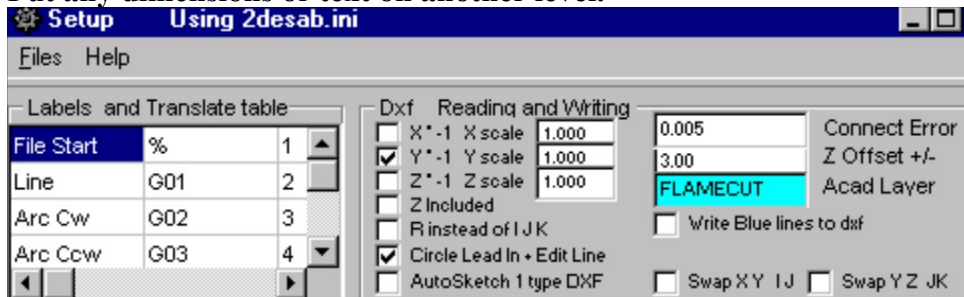 Put any dimensions or text on another level.
Setup Using 2desab.ini
Files Help
Labels and Translate table
File Start % 1
Line G01 2
Arc Cw G02 3
Arc Ccw G03 4
Dxf Reading and Writing
X*-1 X scale 1.000
Y*-1 Y scale 1.000
Z*-1 Z scale 1.000
Z Included
R instead of I J K
Circle Lead In + Edit Line
AutoSketch 1 type DXF
0.005 Connect Error
3.00 Z Offset +/-
FLAMECUT Acad Layer
Write Blue lines to dxf
Swap X Y I J Swap Y Z JK